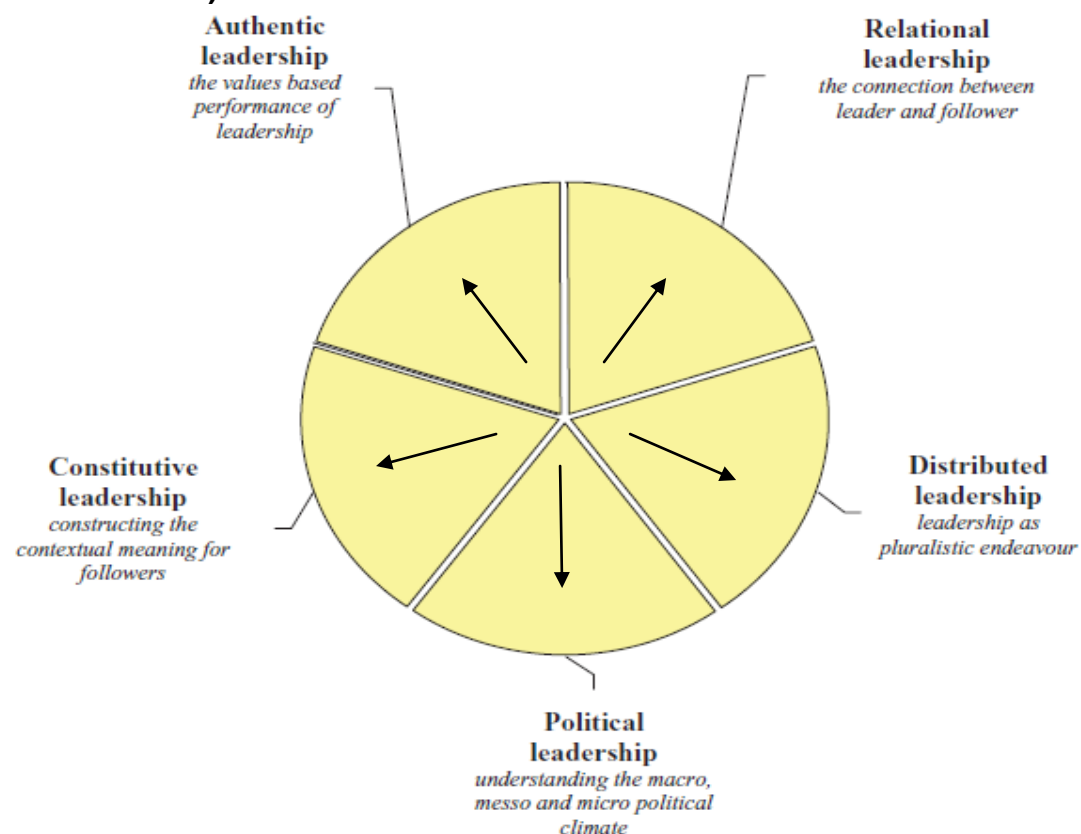 Authentic
leadership
the values based
performance of
leadership
Relational
leadership
the connection between
leader and follower
Constitutive
leadership
constructing the
contextual meaning for
followers
Distributed
leadership
leadership as
pluralistic endeavour
Political
leadership
understanding the macro,
messo and micro political
climate